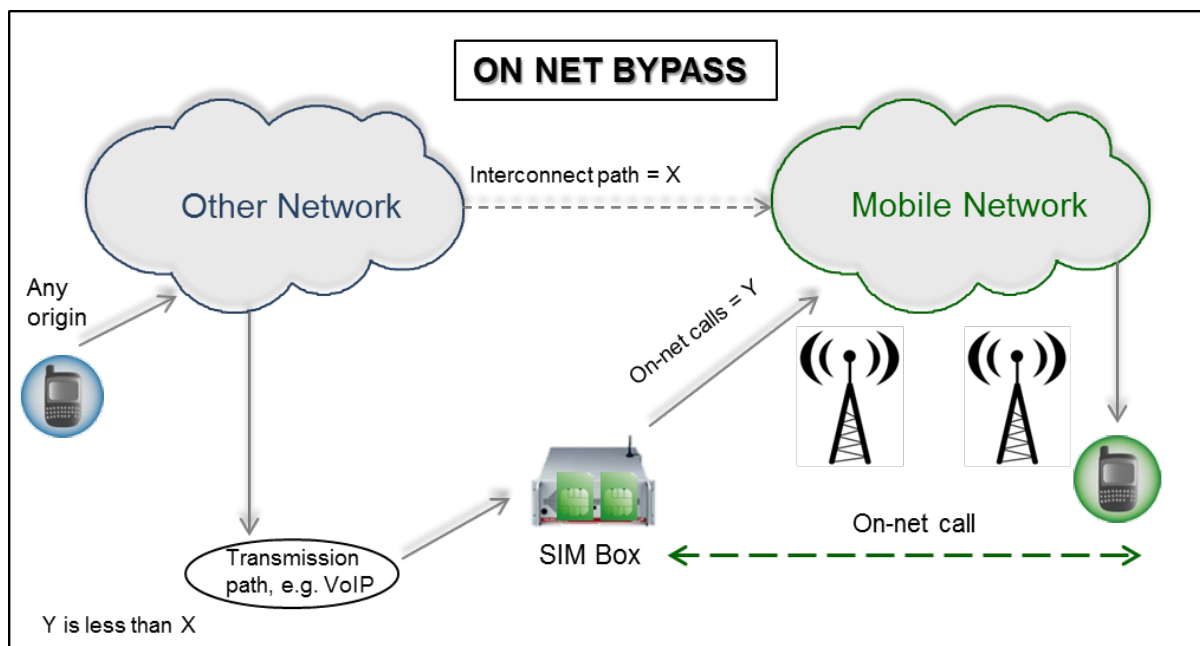 ON NET BYPASS
Interconnect path = X
Other Network
Mobile Network
Any
origin
On-net calls = Y
On-net call
SIM Box
Transmission
path, e.g. VoIP
Y is less than X